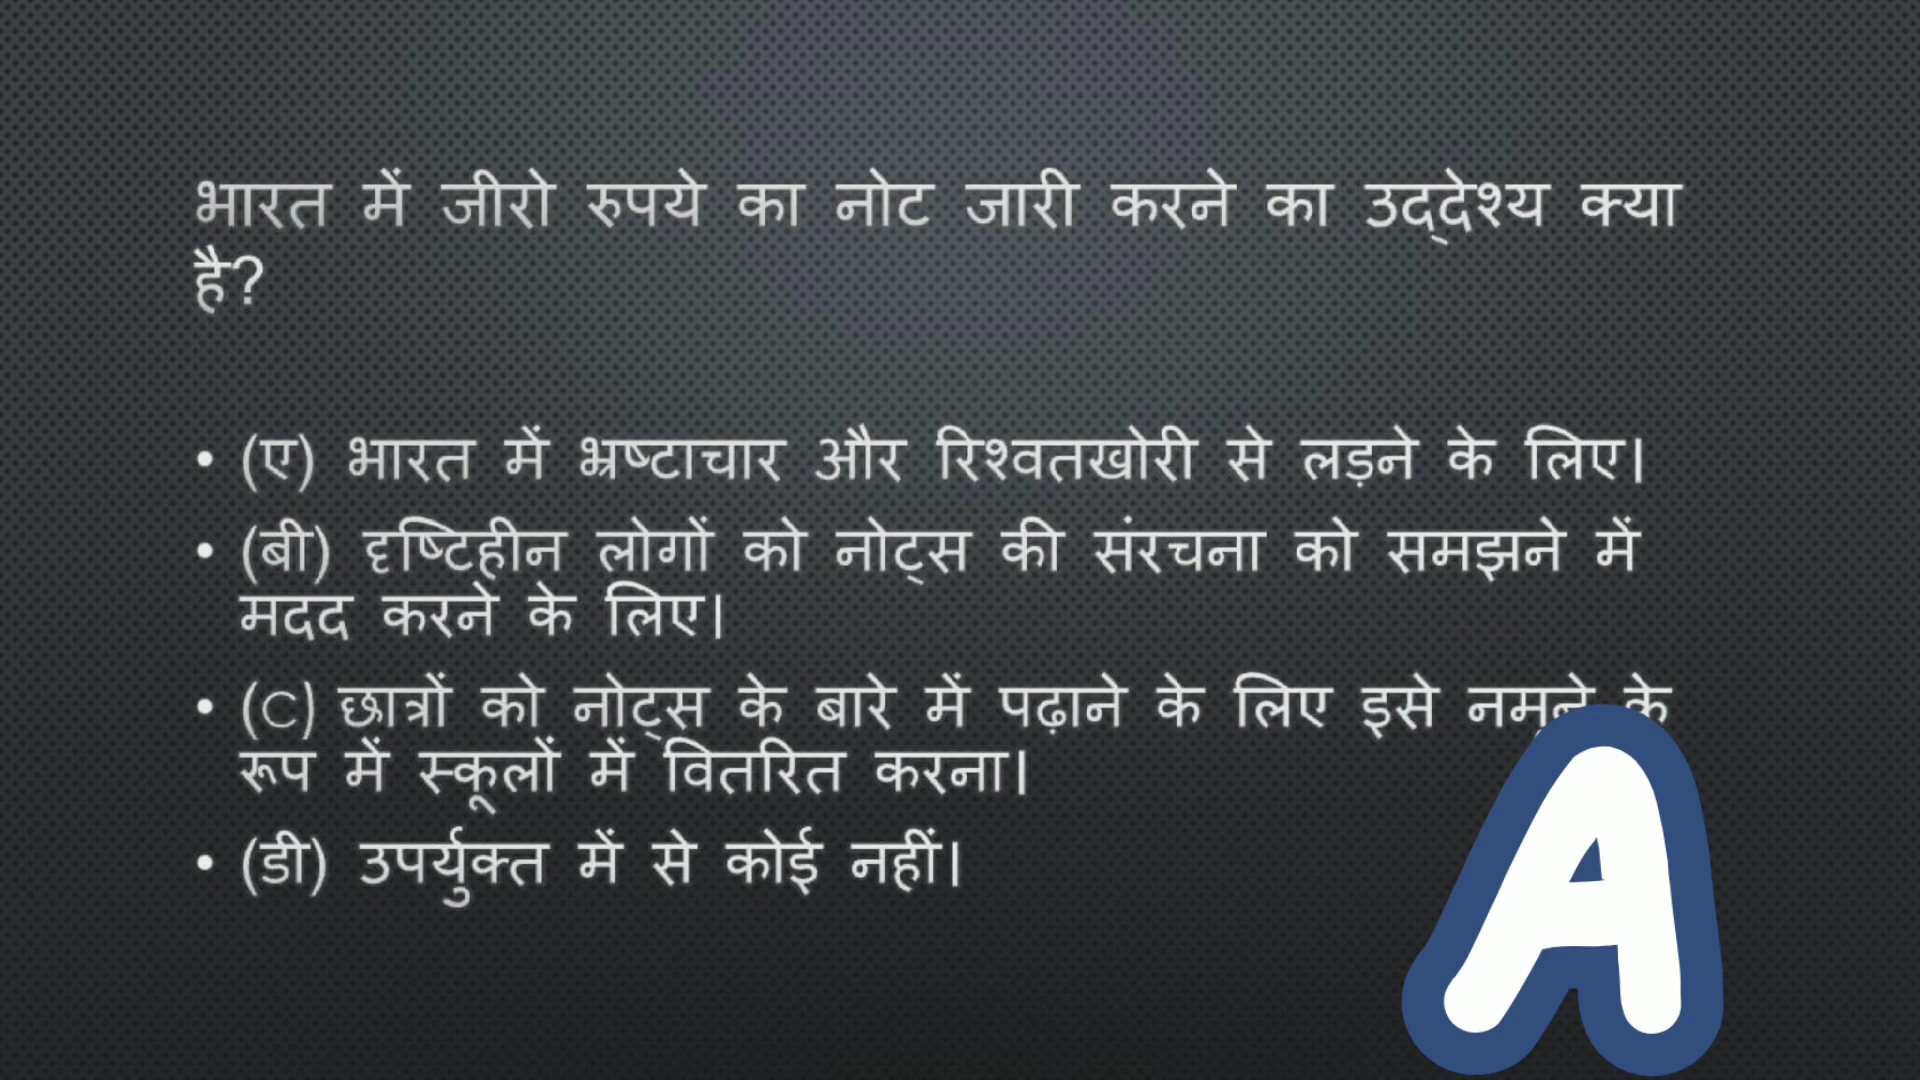 भारत में जीरो रुपये का नोट जारी करने का उद्देश्य क्या
है?
• (ए) भारत में भ्रष्टाचार और रिश्वतखोरी से लड़ने के लिए।
• (बी) दृष्टिहीन लोगों को नोट्स की संरचना को समझने में
मदद करने के लिए।
• (C) छात्रों को नोट्स के बारे में पढ़ाने के लिए इसे नमूने के
रूप में स्कूलों में वितरित करना।
• (डी) उपर्युक्त में से कोई नहीं।
A